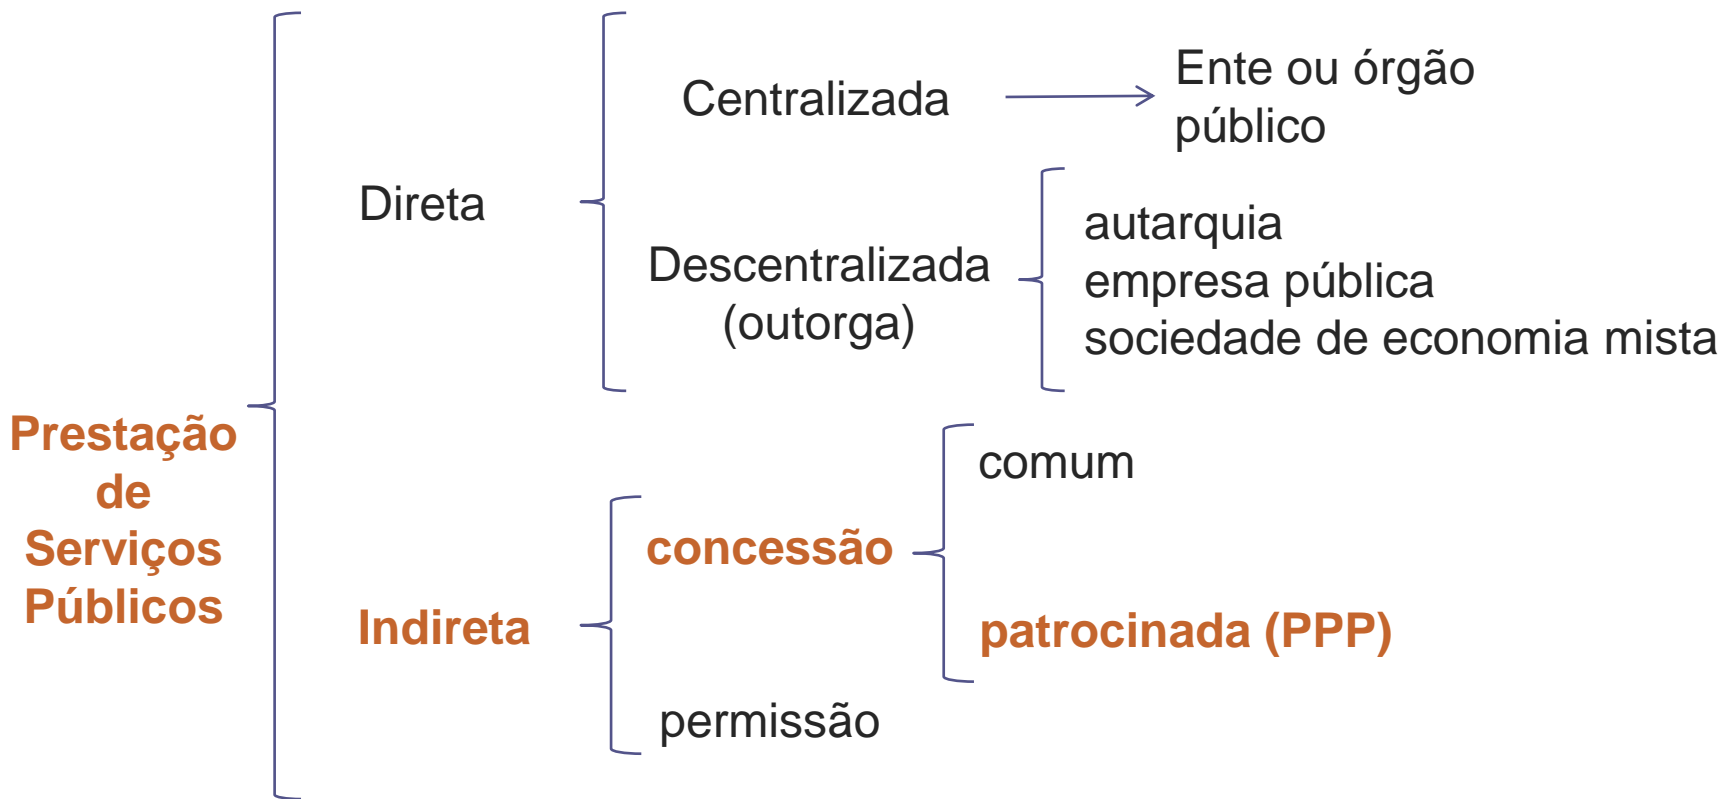 Prestação
de
Serviços
Públicos
Direta
Centralizada
Ente ou órgão
público
Descentralizada
(outorga)
autarquia
empresa pública
sociedade de economia mista
Indireta
concessão
comum
patrocinada (PPP)
permissão